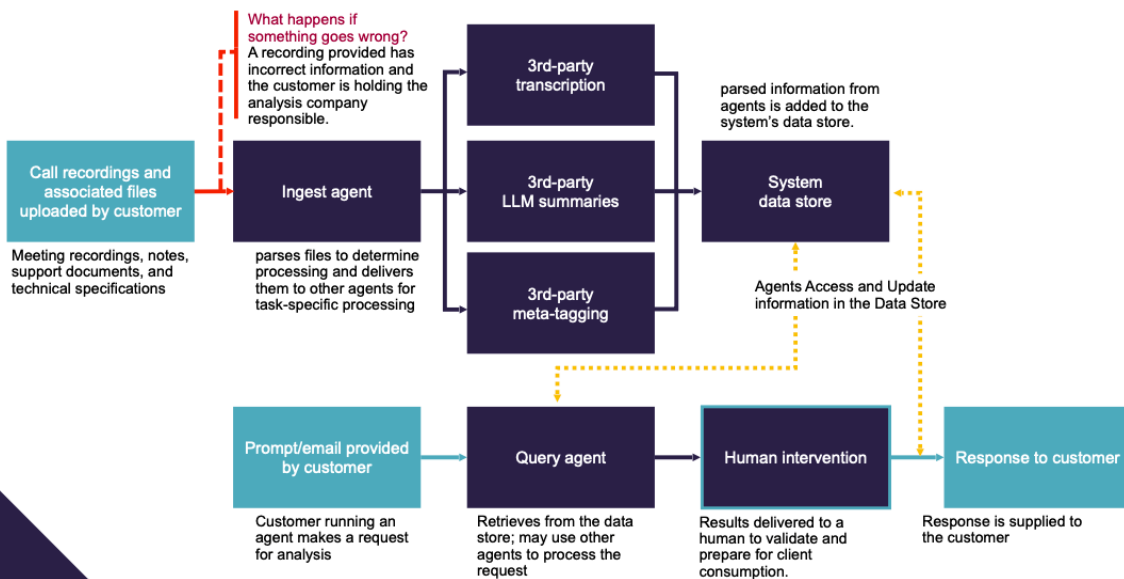 What happens if
something goes wrong?
A recording provided has
incorrect information and
the customer is holding the
analysis company
responsible.
3rd-party
transcription
parsed information from
agents is added to the
system's data store.
Call recordings and
associated files
uploaded by customer
Ingest agent
3rd-party
LLM summaries
System
data store
Meeting recordings, notes,
support documents, and
technical specifications
parses files to determine
processing and delivers
them to other agents for
task-specific processing
3rd-party
meta-tagging
Agents Access and Update
information in the Data Store
Prompt/email provided
by customer
Query agent
Human intervention
Response to customer
Customer running an
agent makes a request
for analysis
Retrieves from the data
store; may use other
agents to process the
request
Results delivered to a
human to validate and
prepare for client
consumption.
Response is supplied to
the customer